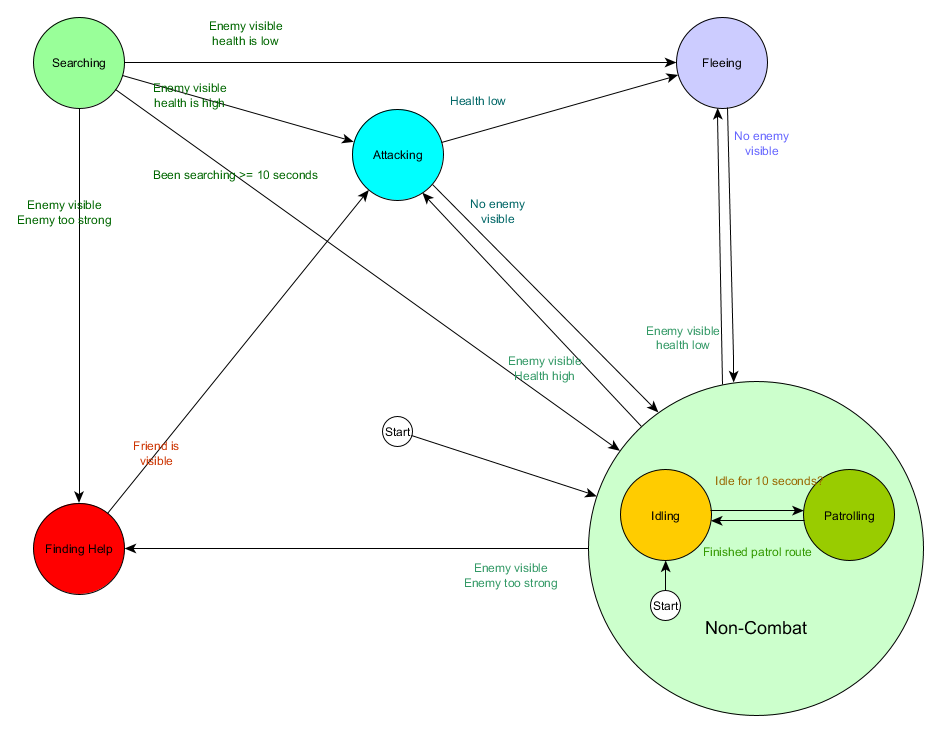 Enemy visible
health is low
Searching
Fleeing
Enemy visible
health is high
Health low
No enemy
visible
Attacking
Been searching >= 10 seconds
Enemy visible
Enemy too strong
No enemy
visible
Enemy visible
health low
Enemy visible
Health high
Start
Friend is
visible
Idle for 10 seconds?
Idling
Patrolling
Finding Help
Finished patrol route
Enemy visible
Enemy too strong
Start
Non-Combat